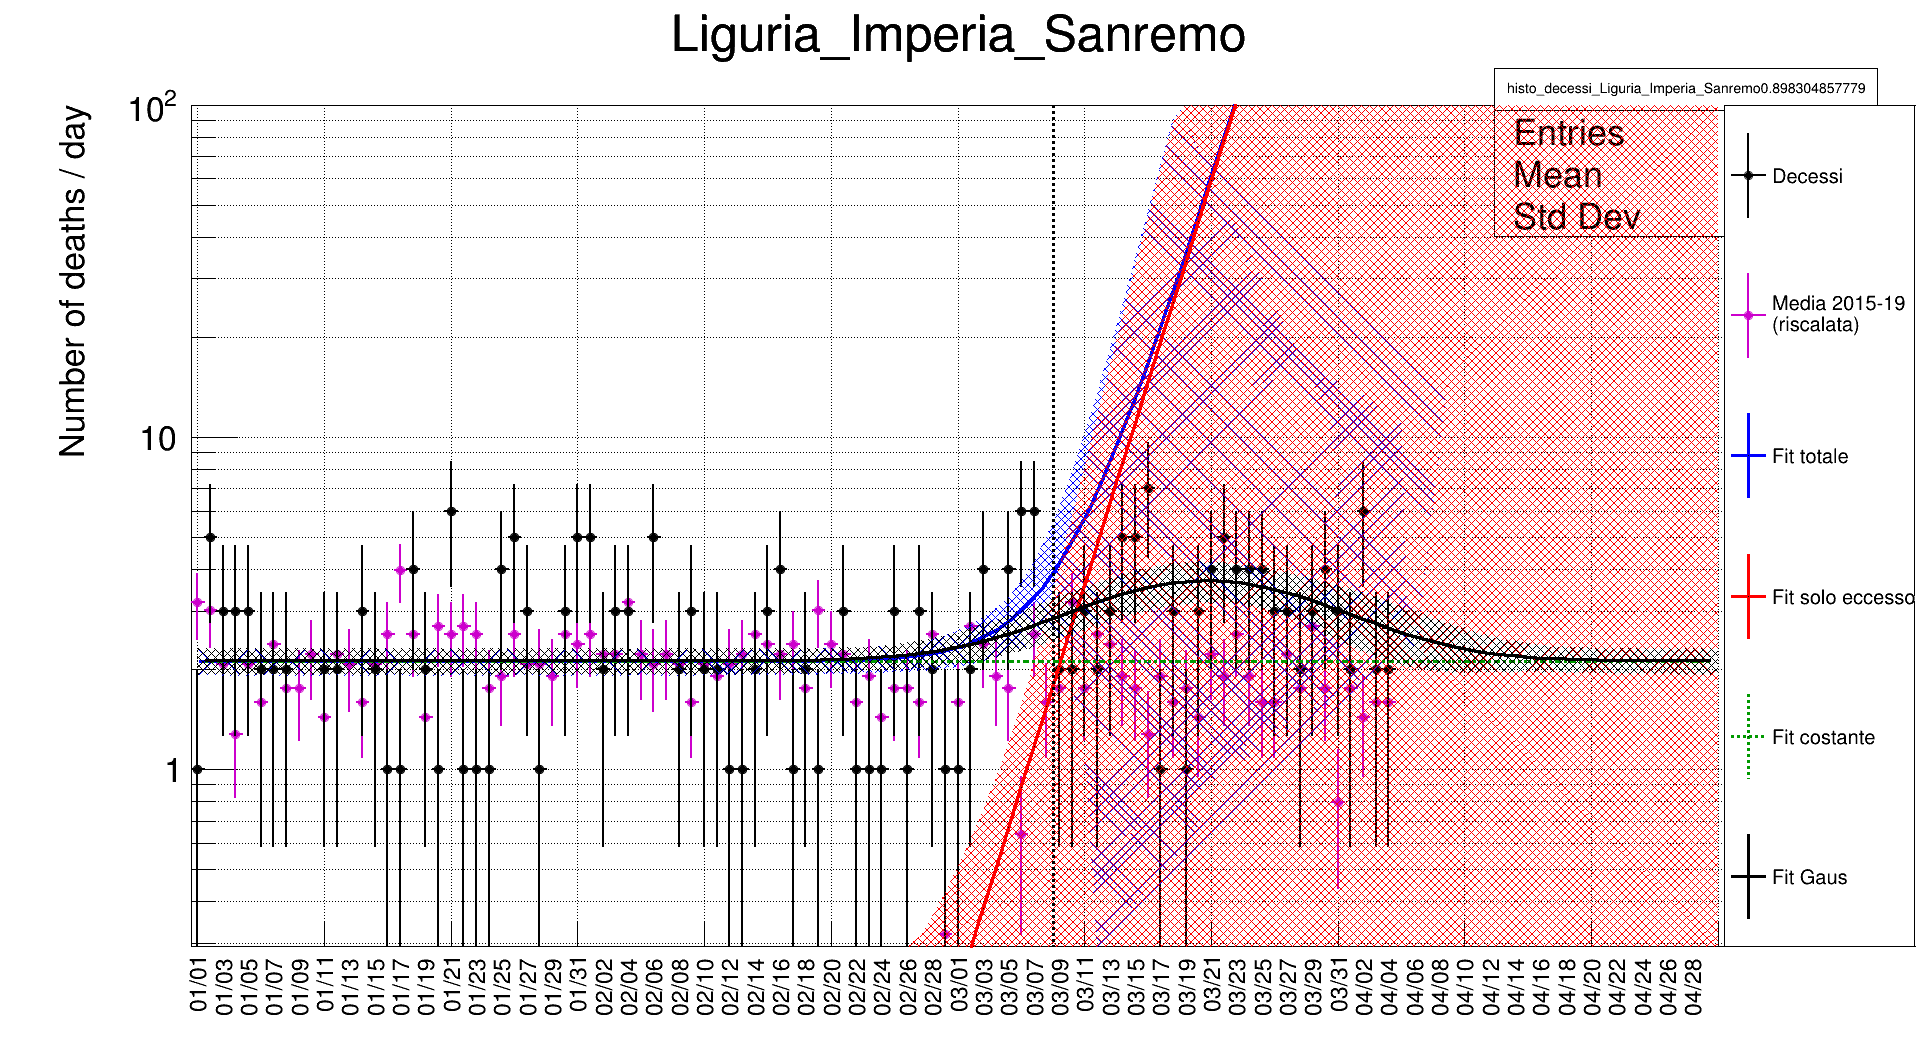 Liguria_Imperia_Sanremo
histo_decessi_Liguria_Imperia_Sanremo0.898304857779
Entries
Mean
Std Dev
Number of deaths / day
10²
10
1
Decessi
Media 2015-19
(riscalata)
Fit totale
Fit solo eccesso
Fit costante
Fit Gaus
01/01 01/03 01/05 01/07 01/09 01/11 01/13 01/15 01/17 01/19 01/21 01/23 01/25 01/27 01/29 01/31 02/02 02/04 02/06 02/08 02/10 02/12 02/14 02/16 02/18 02/20 02/22 02/24 02/26 02/28 03/01 03/03 03/05 03/07 03/09 03/11 03/13 03/15 03/17 03/19 03/21 03/23 03/25 03/27 03/29 03/31 04/02 04/04 04/06 04/08 04/10 04/12 04/14 04/16 04/18 04/20 04/22 04/24 04/26 04/28